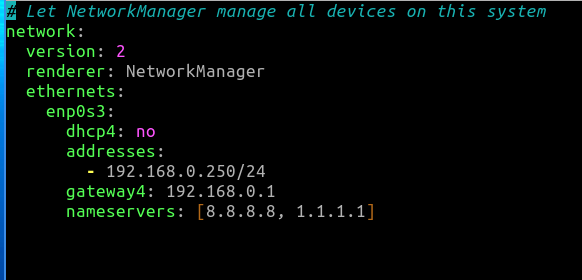 # Let NetworkManager manage all devices on this system
network:
  version: 2
  renderer: NetworkManager
  ethernets:
    enp0s3:
      dhcp4: no
      addresses:
        - 192.168.0.250/24
      gateway4: 192.168.0.1
      nameservers: [8.8.8.8, 1.1.1.1]